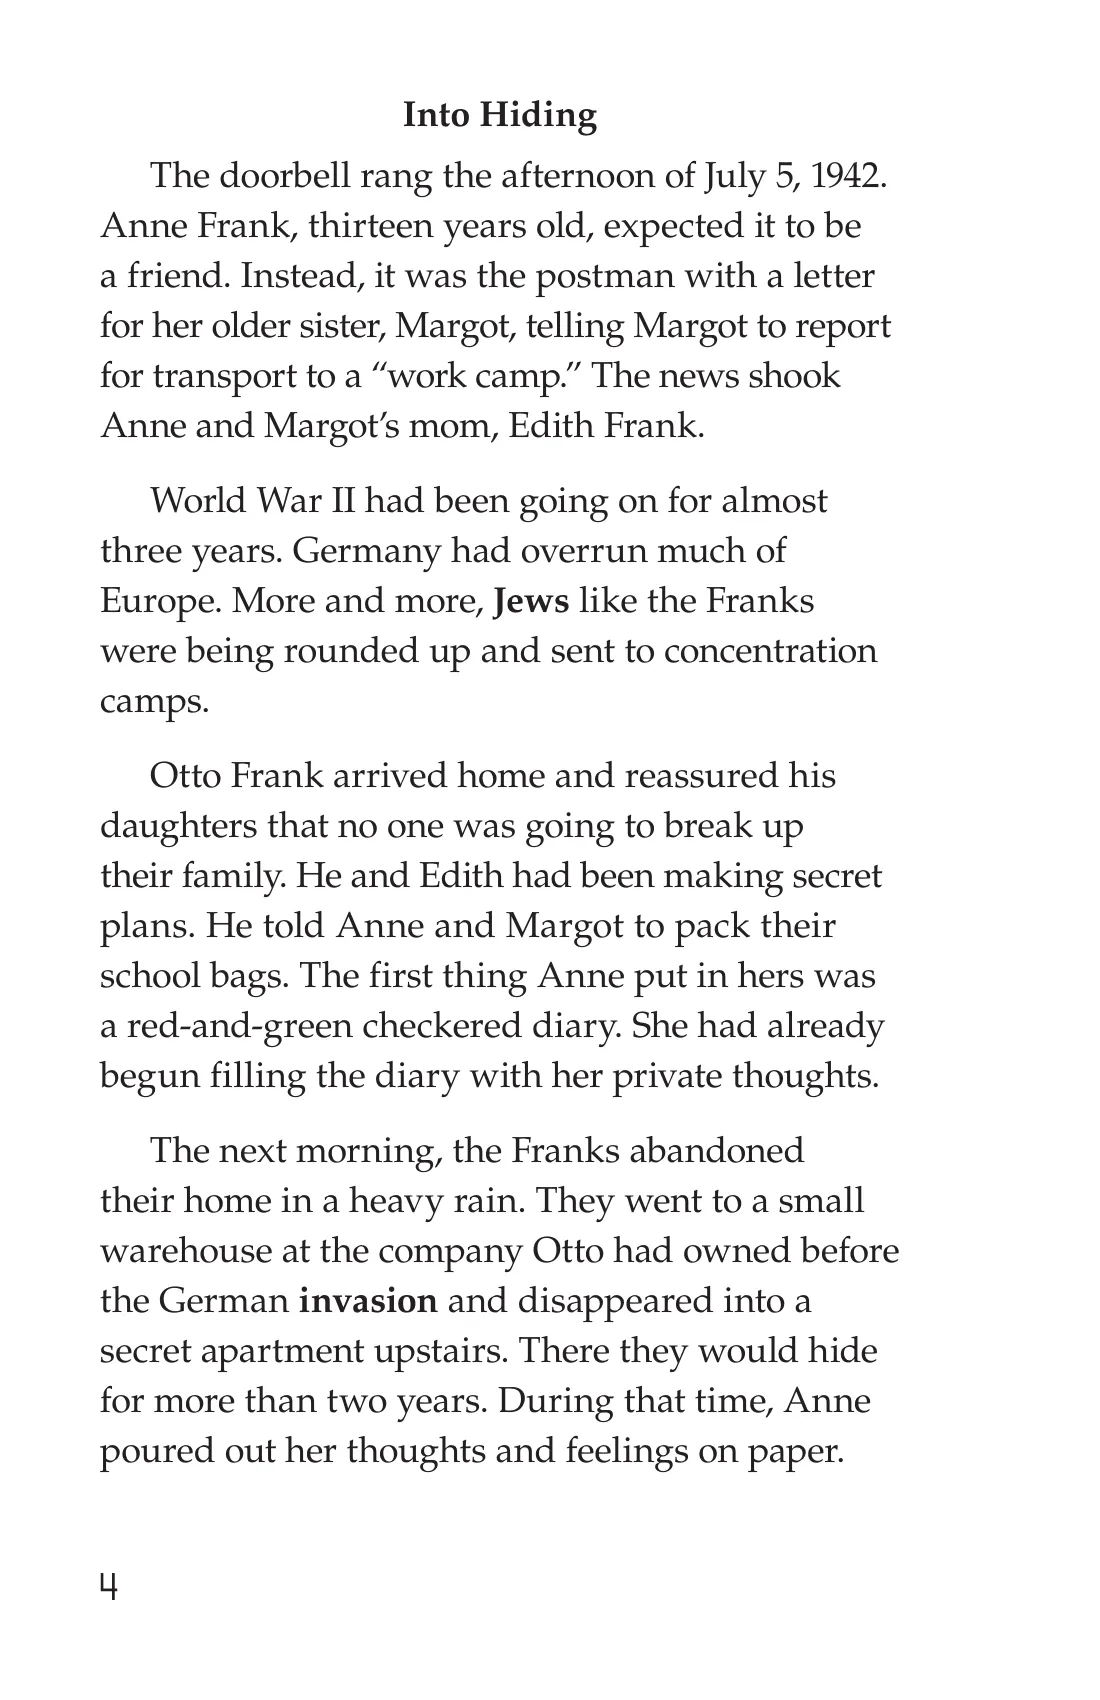 Into Hiding
The doorbell rang the afternoon of July 5, 1942.
Anne Frank, thirteen years old, expected it to be
a friend. Instead, it was the postman with a letter
for her older sister, Margot, telling Margot to report
for transport to a “work camp.” The news shook
Anne and Margot’s mom, Edith Frank.
World War II had been going on for almost
three years. Germany had overrun much of
Europe. More and more, Jews like the Franks
were being rounded up and sent to concentration
camps.
Otto Frank arrived home and reassured his
daughters that no one was going to break up
their family. He and Edith had been making secret
plans. He told Anne and Margot to pack their
school bags. The first thing Anne put in hers was
a red-and-green checkered diary. She had already
begun filling the diary with her private thoughts.
The next morning, the Franks abandoned
their home in a heavy rain. They went to a small
warehouse at the company Otto had owned before
the German invasion and disappeared into a
secret apartment upstairs. There they would hide
for more than two years. During that time, Anne
poured out her thoughts and feelings on paper.
4